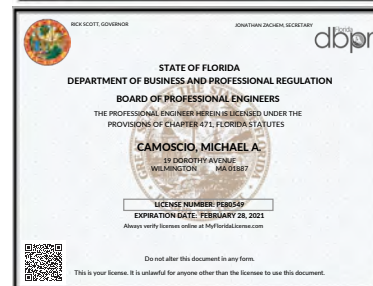 RICK SCOTT, GOVERNOR
JONATHAN ZACHEM, SECRETARY
Florida
dbpr
STATE OF FLORIDA
DEPARTMENT OF BUSINESS AND PROFESSIONAL REGULATION
BOARD OF PROFESSIONAL ENGINEERS
THE PROFESSIONAL ENGINEER HEREIN IS LICENSED UNDER THE
PROVISIONS OF CHAPTER 471, FLORIDA STATUTES
CAMOSCIO, MICHAEL A.
19 DOROTHY AVENUE
WILMINGTON MA 01887
LICENSE NUMBER: PE80549
EXPIRATION DATE: FEBRUARY 28, 2021
Always verify licenses online at MyFloridaLicense.com
Do not alter this document in any form.
This is your license. It is unlawful for anyone other than the licensee to use this document.